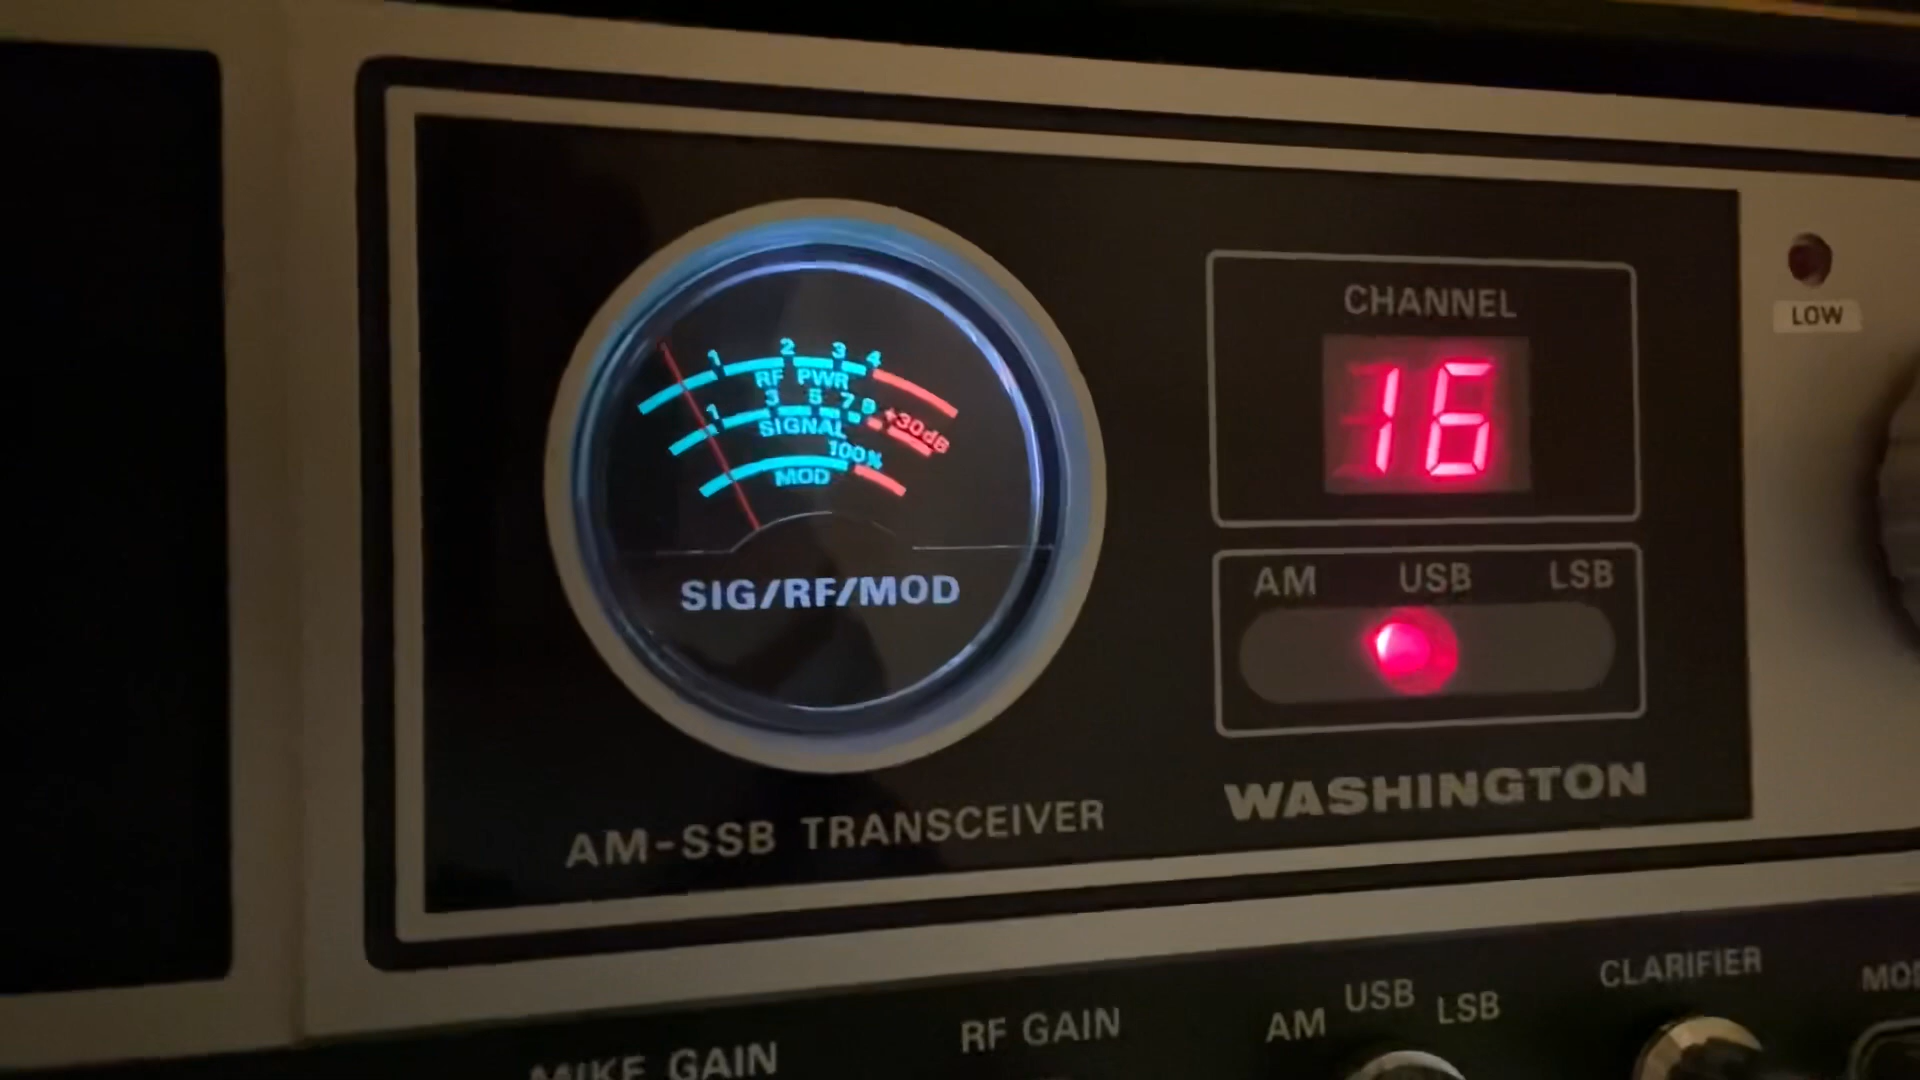 1 2 3 4
RF PWR
1 3 5 7 9 +30dB
SIGNAL
100%
MOD
SIG/RF/MOD
AM-SSB TRANSCEIVER
CHANNEL
16
AM USB LSB
WASHINGTON
LOW
MIKE GAIN
RF GAIN
AM USB LSB
CLARIFIER